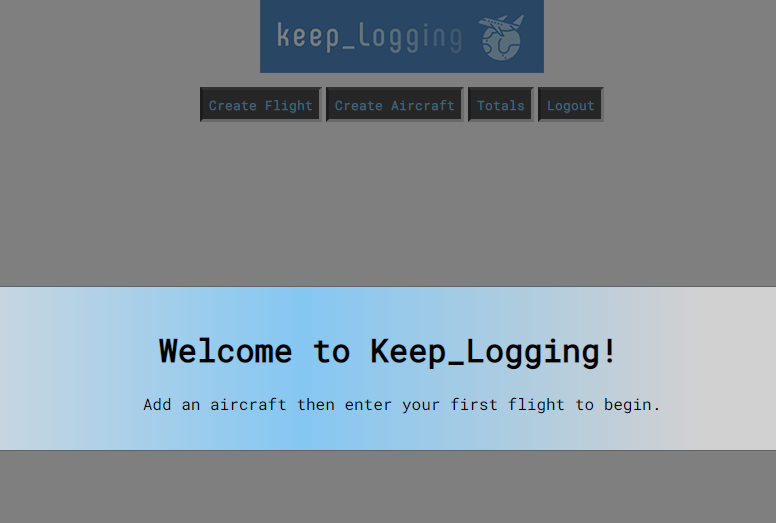 keep_Logging
Create Flight Create Aircraft Totals Logout
Welcome to Keep_Logging!
Add an aircraft then enter your first flight to begin.